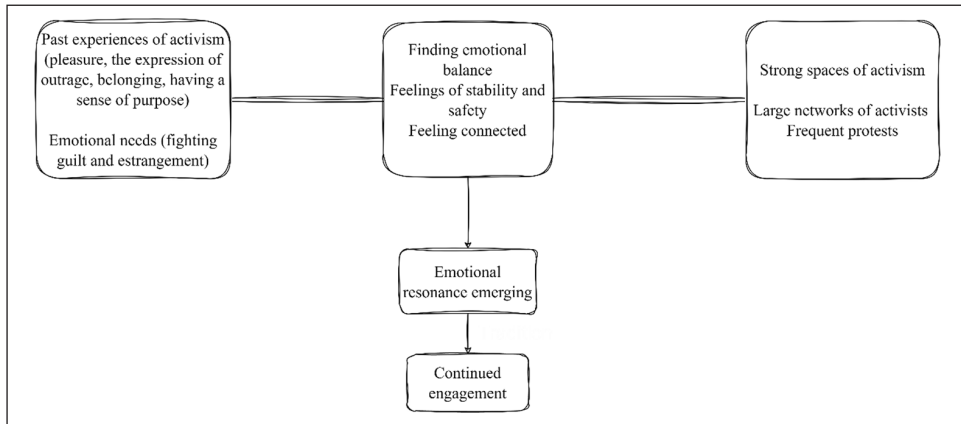 Past experiences of activism
(pleasure, the expression of
outrage, belonging, having a
sense of purpose)
Emotional needs (fighting
guilt and estrangement)
Finding emotional
balance
Feelings of stability and
safety
Feeling connected
Strong spaces of activism
Large networks of activists
Frequent protests
Emotional
resonance emerging
Continued
engagement